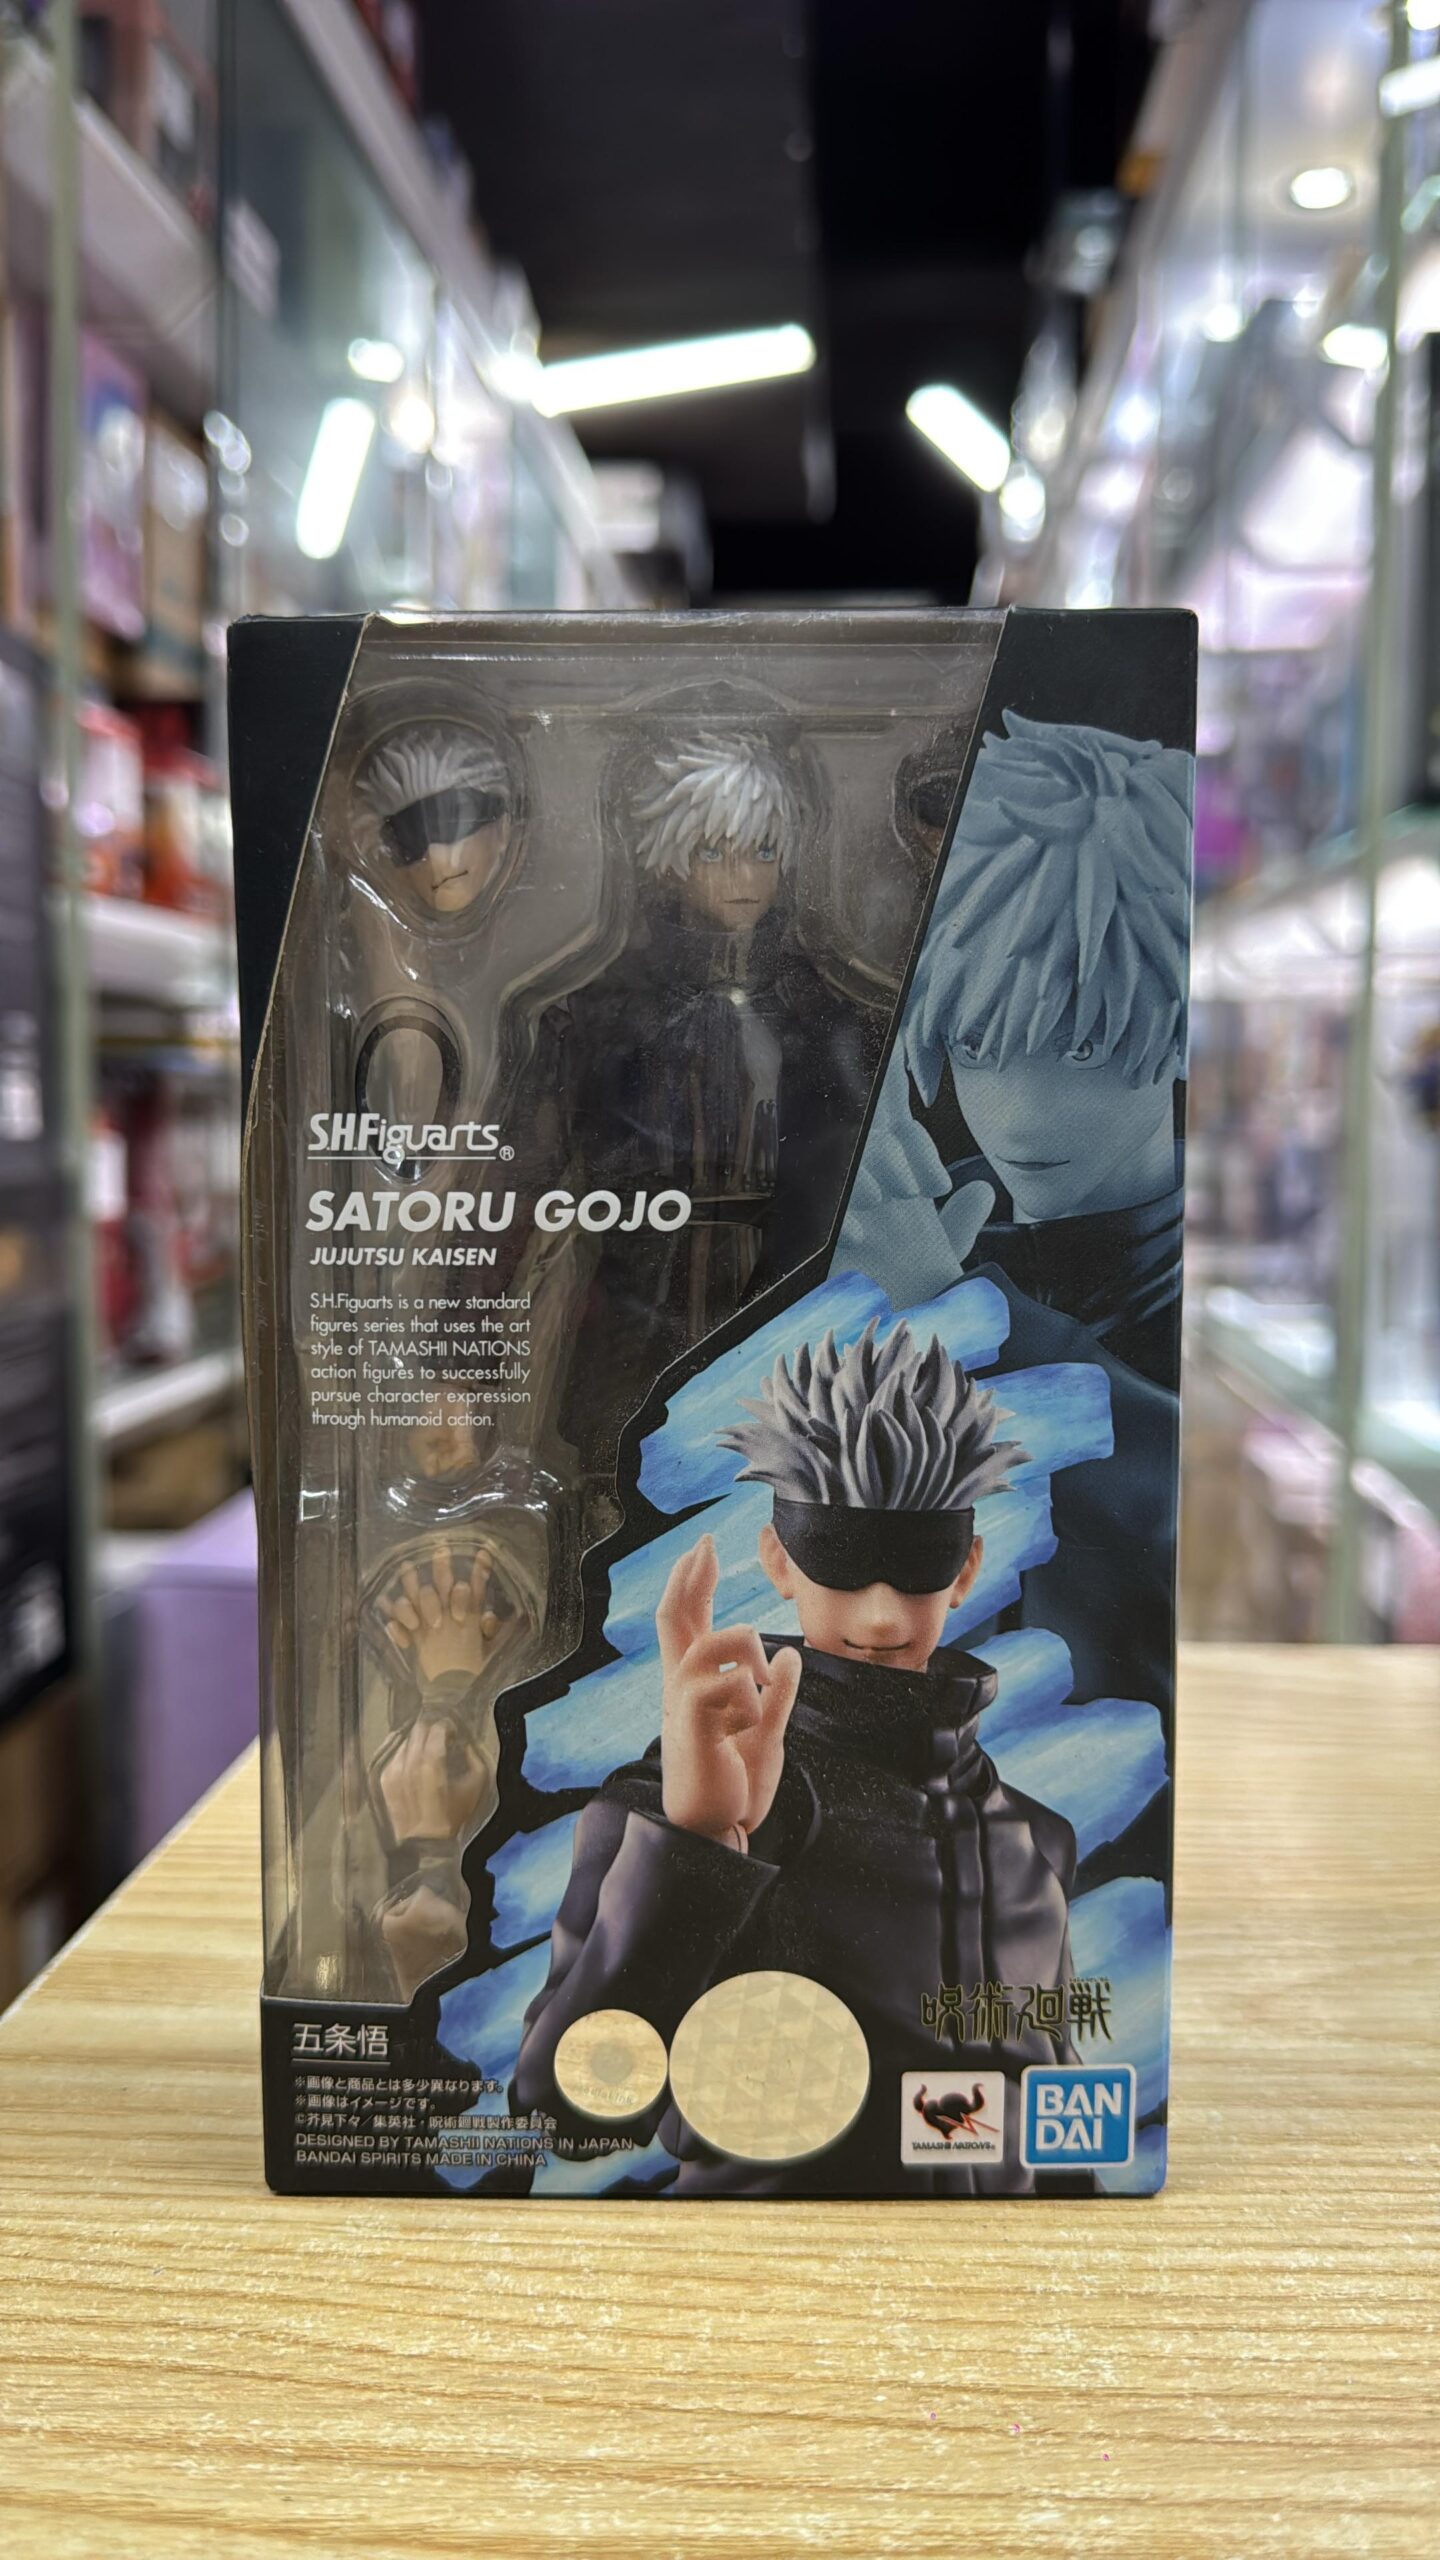 S.H.Figuarts®
SATORU GOJO
JUJUTSU KAISEN
S.H.Figuarts is a new standard
figures series that uses the art
style of TAMASHII NATIONS
action figures to successfully
pursue character expression
through humanoid action.
呪術廻戦
五条悟
※画像と商品とは多少異なります。
※画像はイメージです。
©芥見下々／集英社・呪術廻戦製作委員会
DESIGNED BY TAMASHII NATIONS IN JAPAN
BANDAI SPIRITS MADE IN CHINA
TAMASHII NATIONS®
BAN
DAI